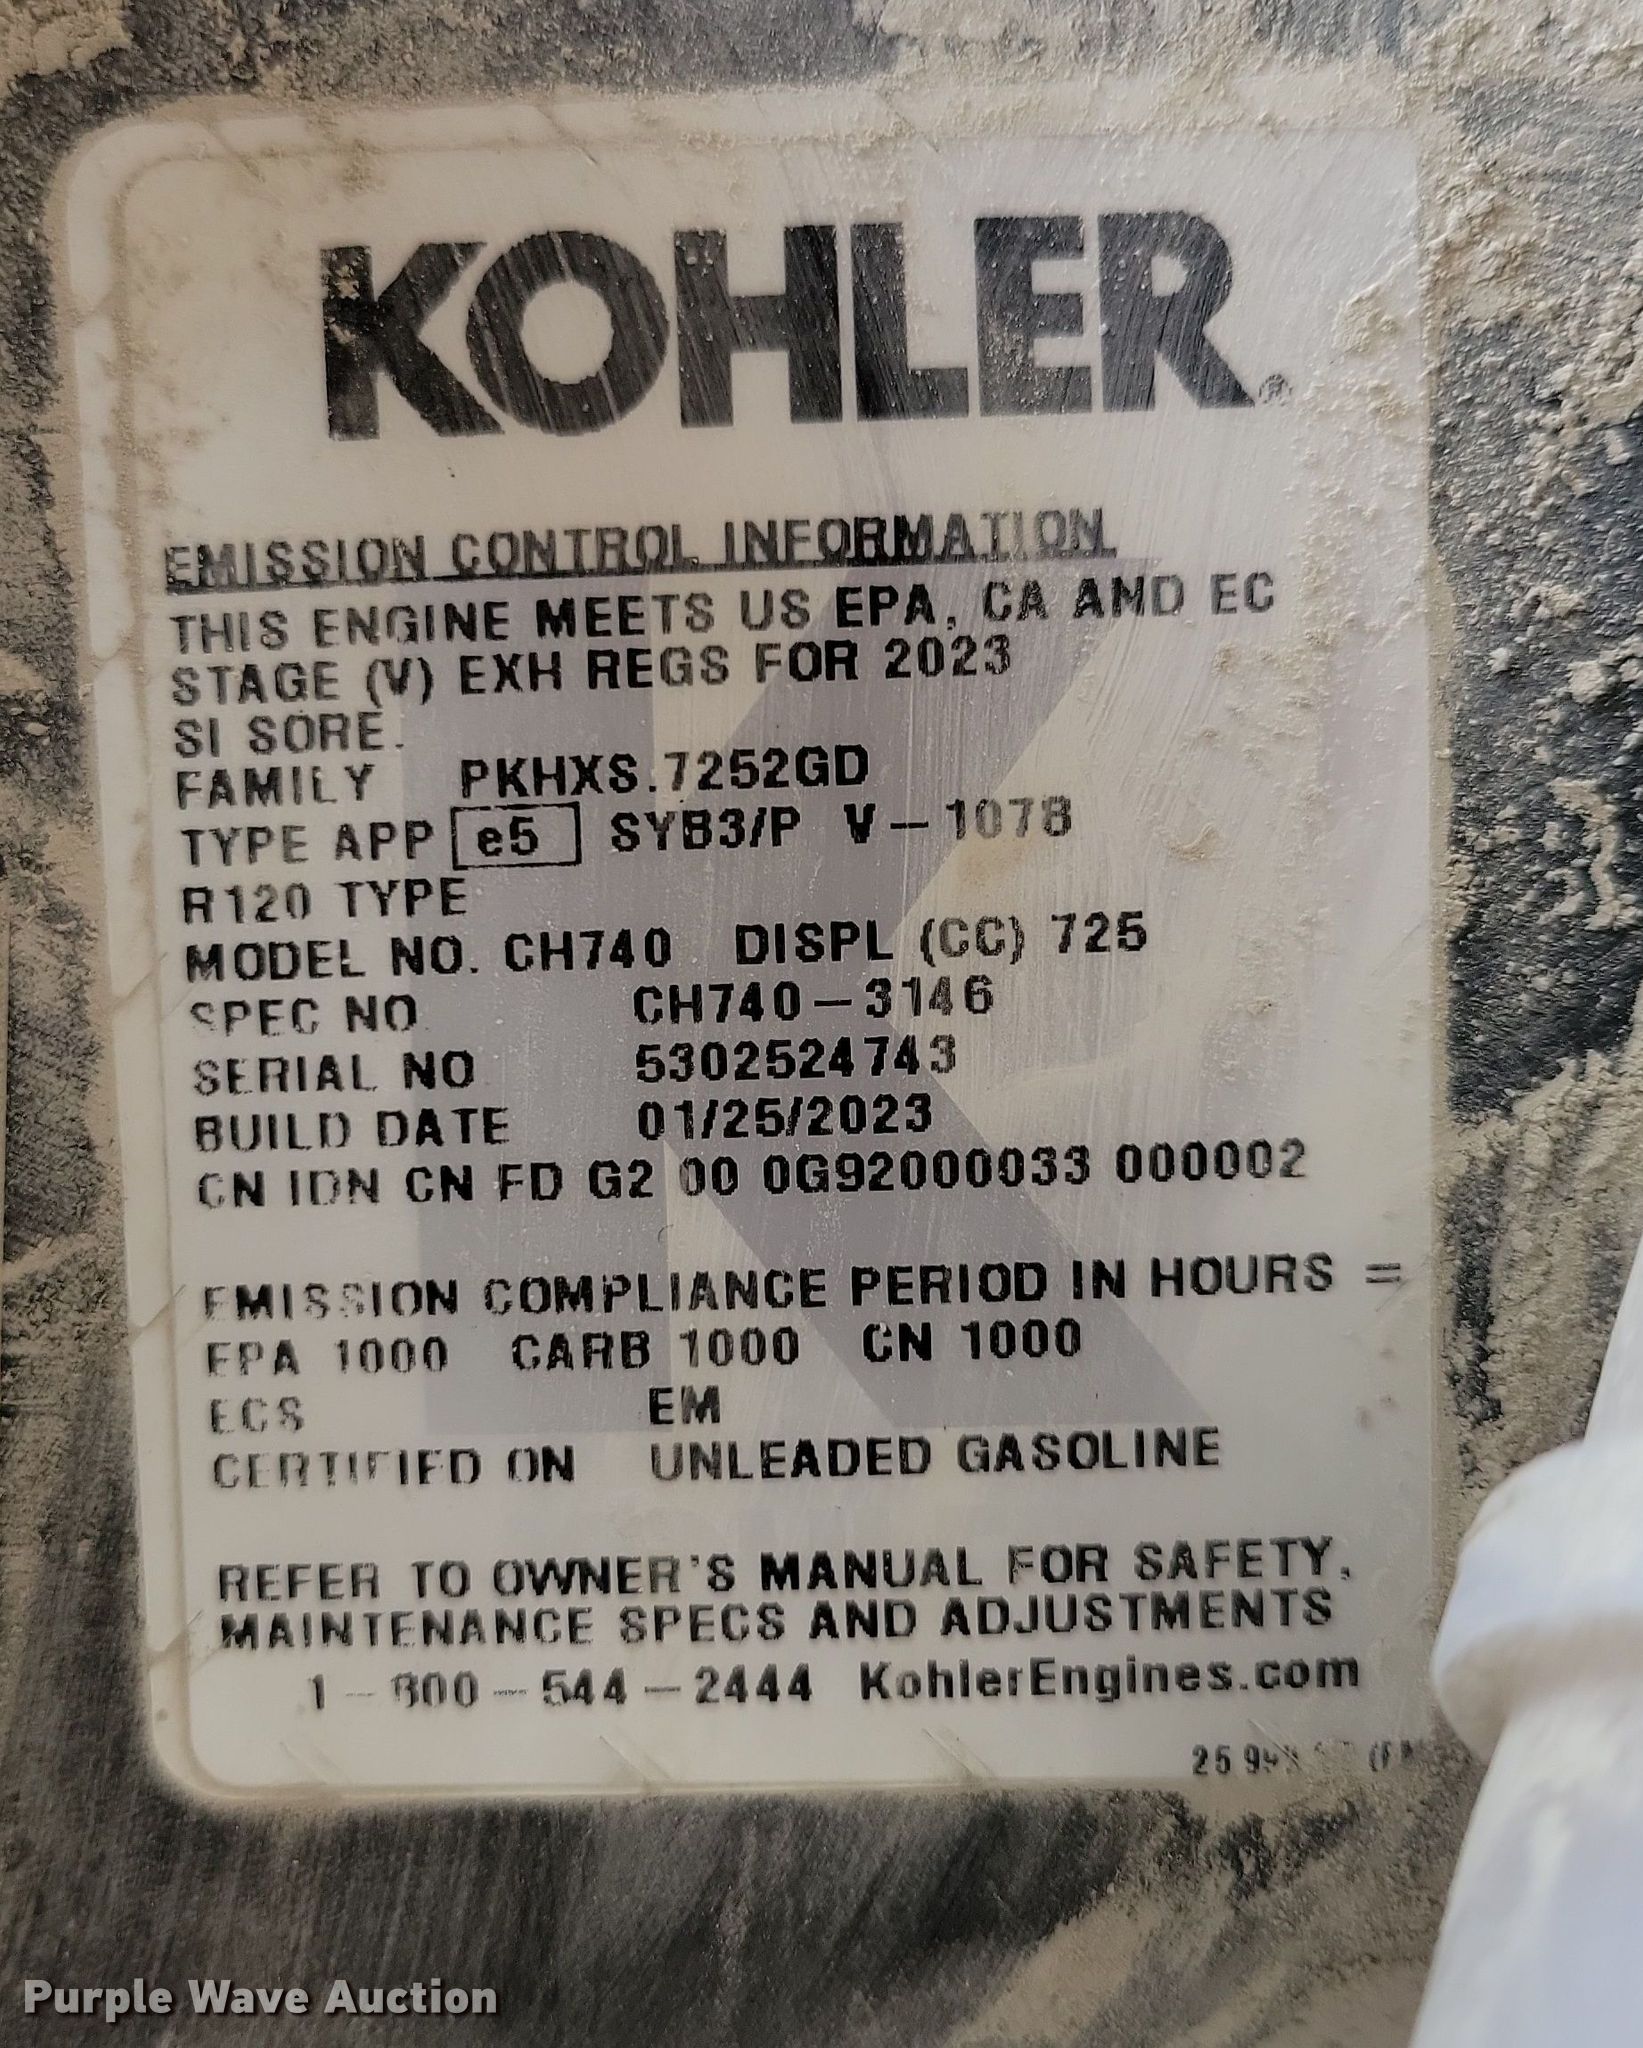 KOHLER®
EMISSION CONTROL INFORMATION
THIS ENGINE MEETS US EPA, CA AND EC
STAGE (V) EXH REGS FOR 2023
SI SORE.
FAMILY PKHXS.7252GD
TYPE APP e5 SYB3/P V-1078
R120 TYPE
MODEL NO. CH740 DISPL (CC) 725
SPEC NO CH740-3146
SERIAL NO 5302524743
BUILD DATE 01/25/2023
CN IDN CN FD G2 00 0G92000033 000002
EMISSION COMPLIANCE PERIOD IN HOURS =
EPA 1000 CARB 1000 CN 1000
ECS EM
CERTIFIED ON UNLEADED GASOLINE
REFER TO OWNER'S MANUAL FOR SAFETY,
MAINTENANCE SPECS AND ADJUSTMENTS
1-800-544-2444 KohlerEngines.com
25
Purple Wave Auction